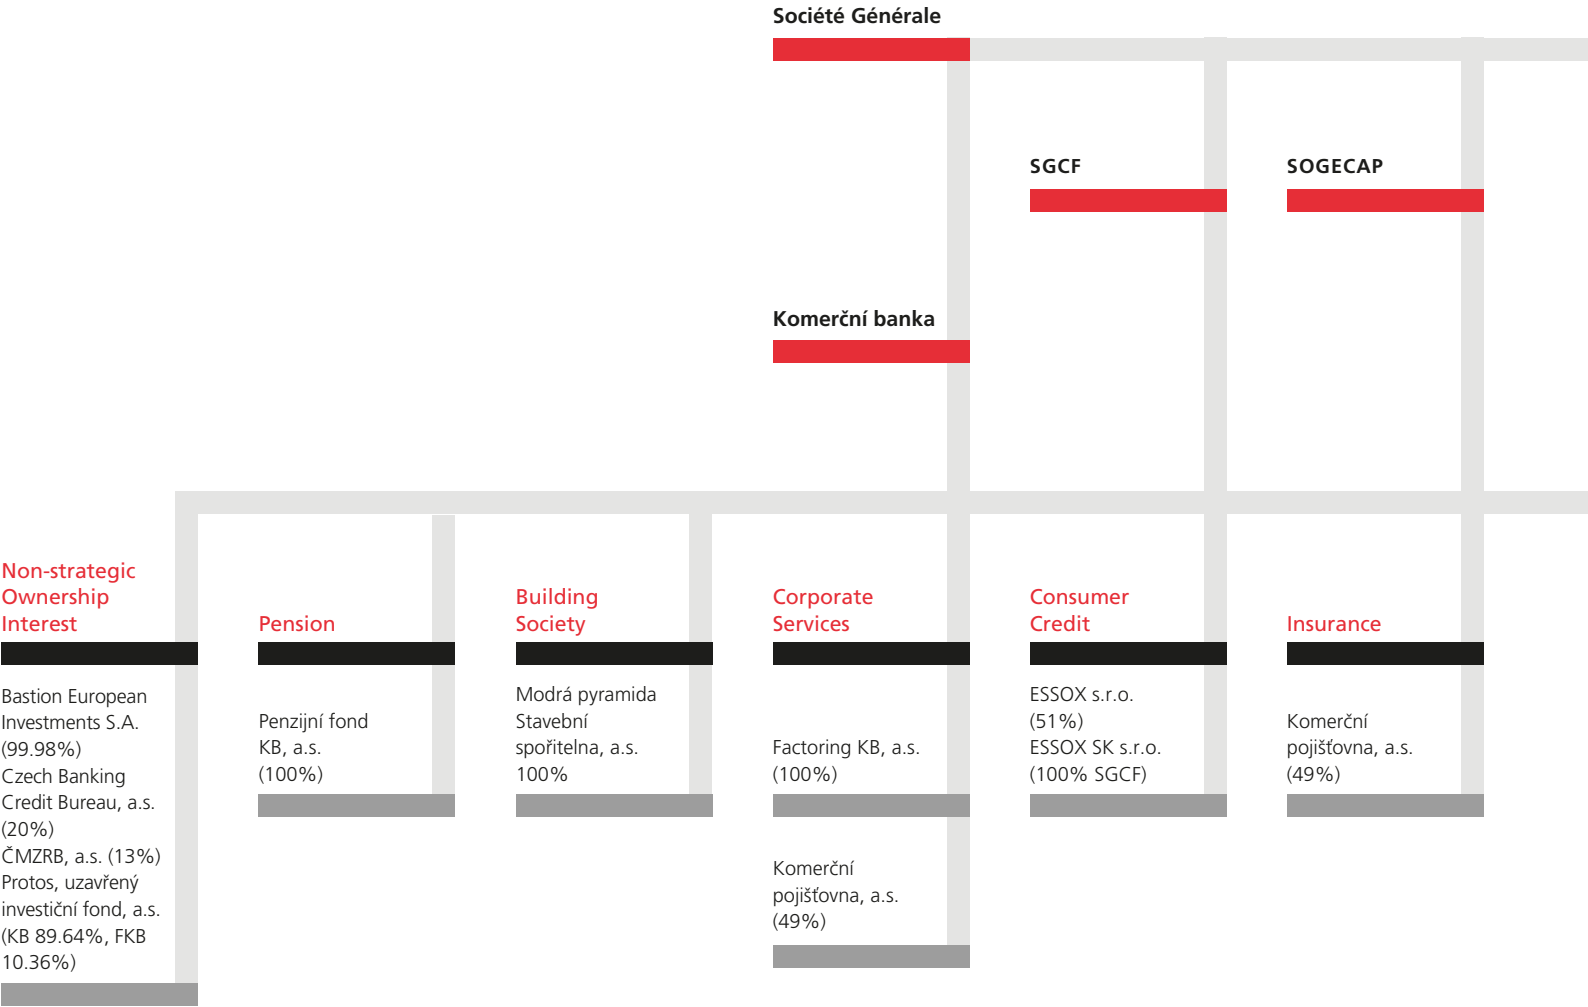 Société Générale
SGCF
SOGECAP
Komerční banka
Non-strategic
Ownership
Interest
Bastion European
Investments S.A.
(99.98%)
Czech Banking
Credit Bureau, a.s.
(20%)
ČMZRB, a.s. (13%)
Protos, uzavřený
investiční fond, a.s.
(KB 89.64%, FKB
10.36%)
Pension
Penzijní fond
KB, a.s.
(100%)
Building
Society
Modrá pyramida
Stavební
spořitelna, a.s.
100%
Corporate
Services
Factoring KB, a.s.
(100%)
Komerční
pojišťovna, a.s.
(49%)
Consumer
Credit
ESSOX s.r.o.
(51%)
ESSOX SK s.r.o.
(100% SGCF)
Insurance
Komerční
pojišťovna, a.s.
(49%)